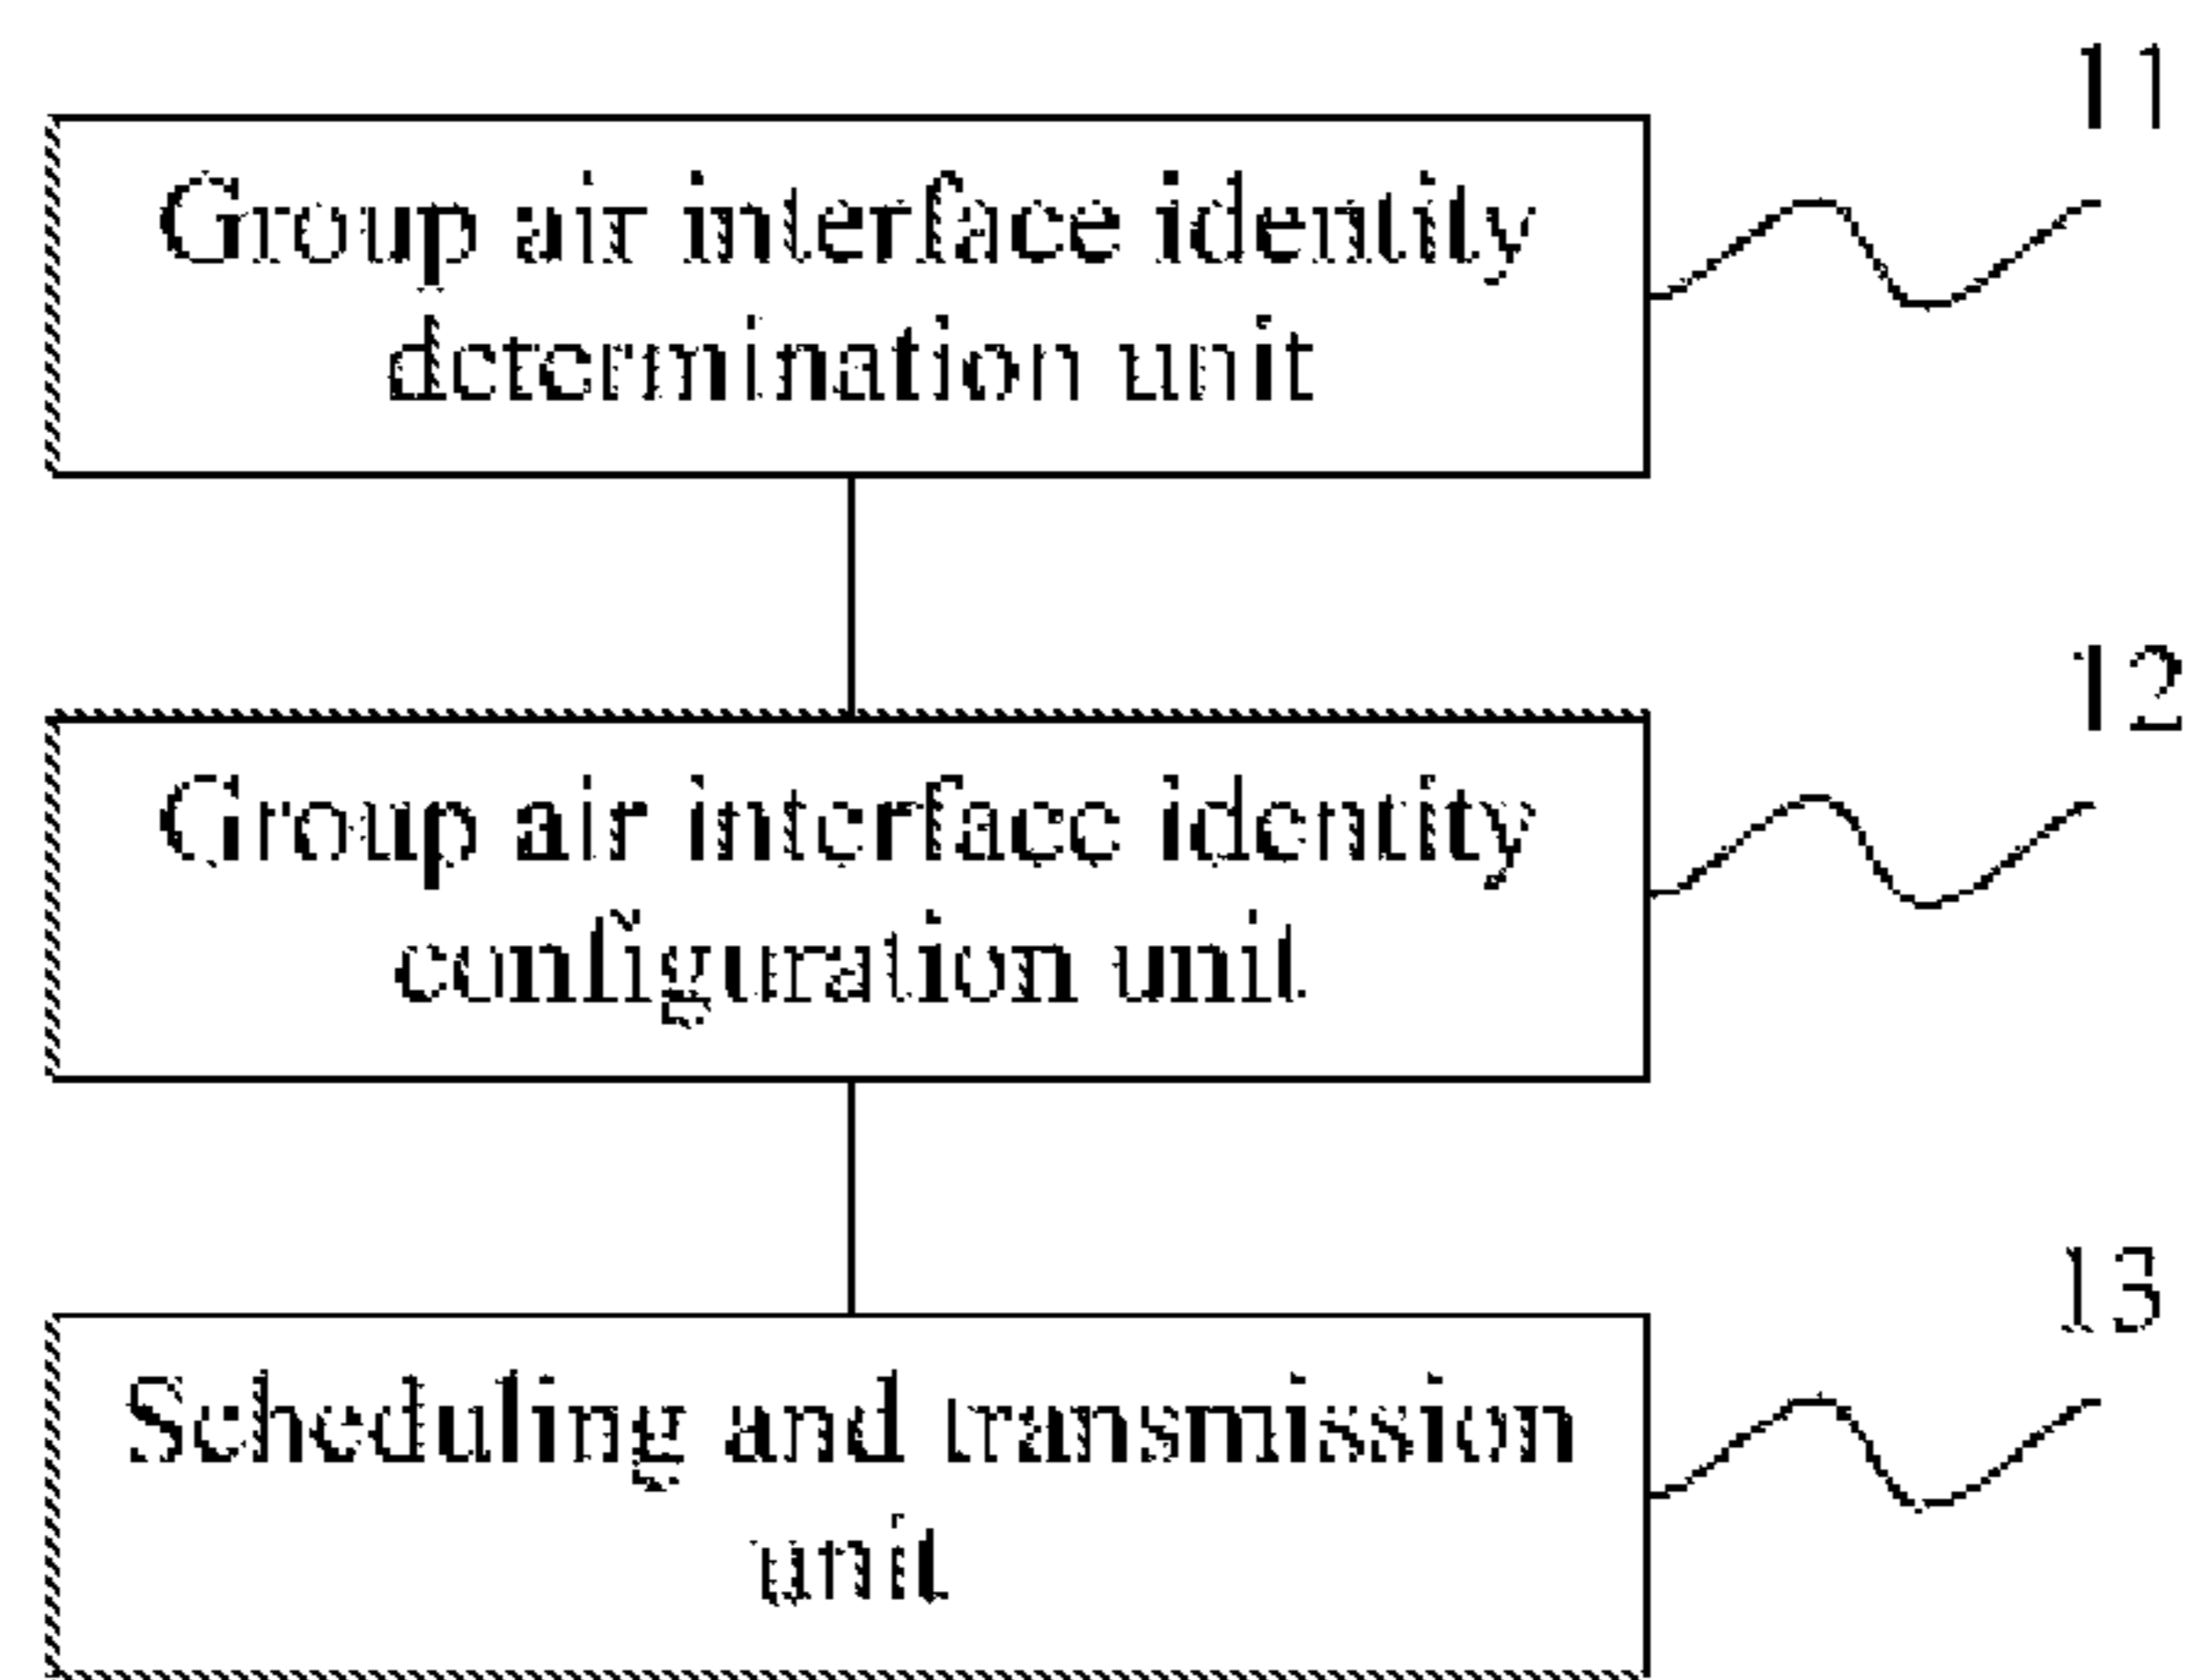 11
Group air interface identity
determination unit
12
Group air interface identity
configuration unit
13
Scheduling and transmission
unit